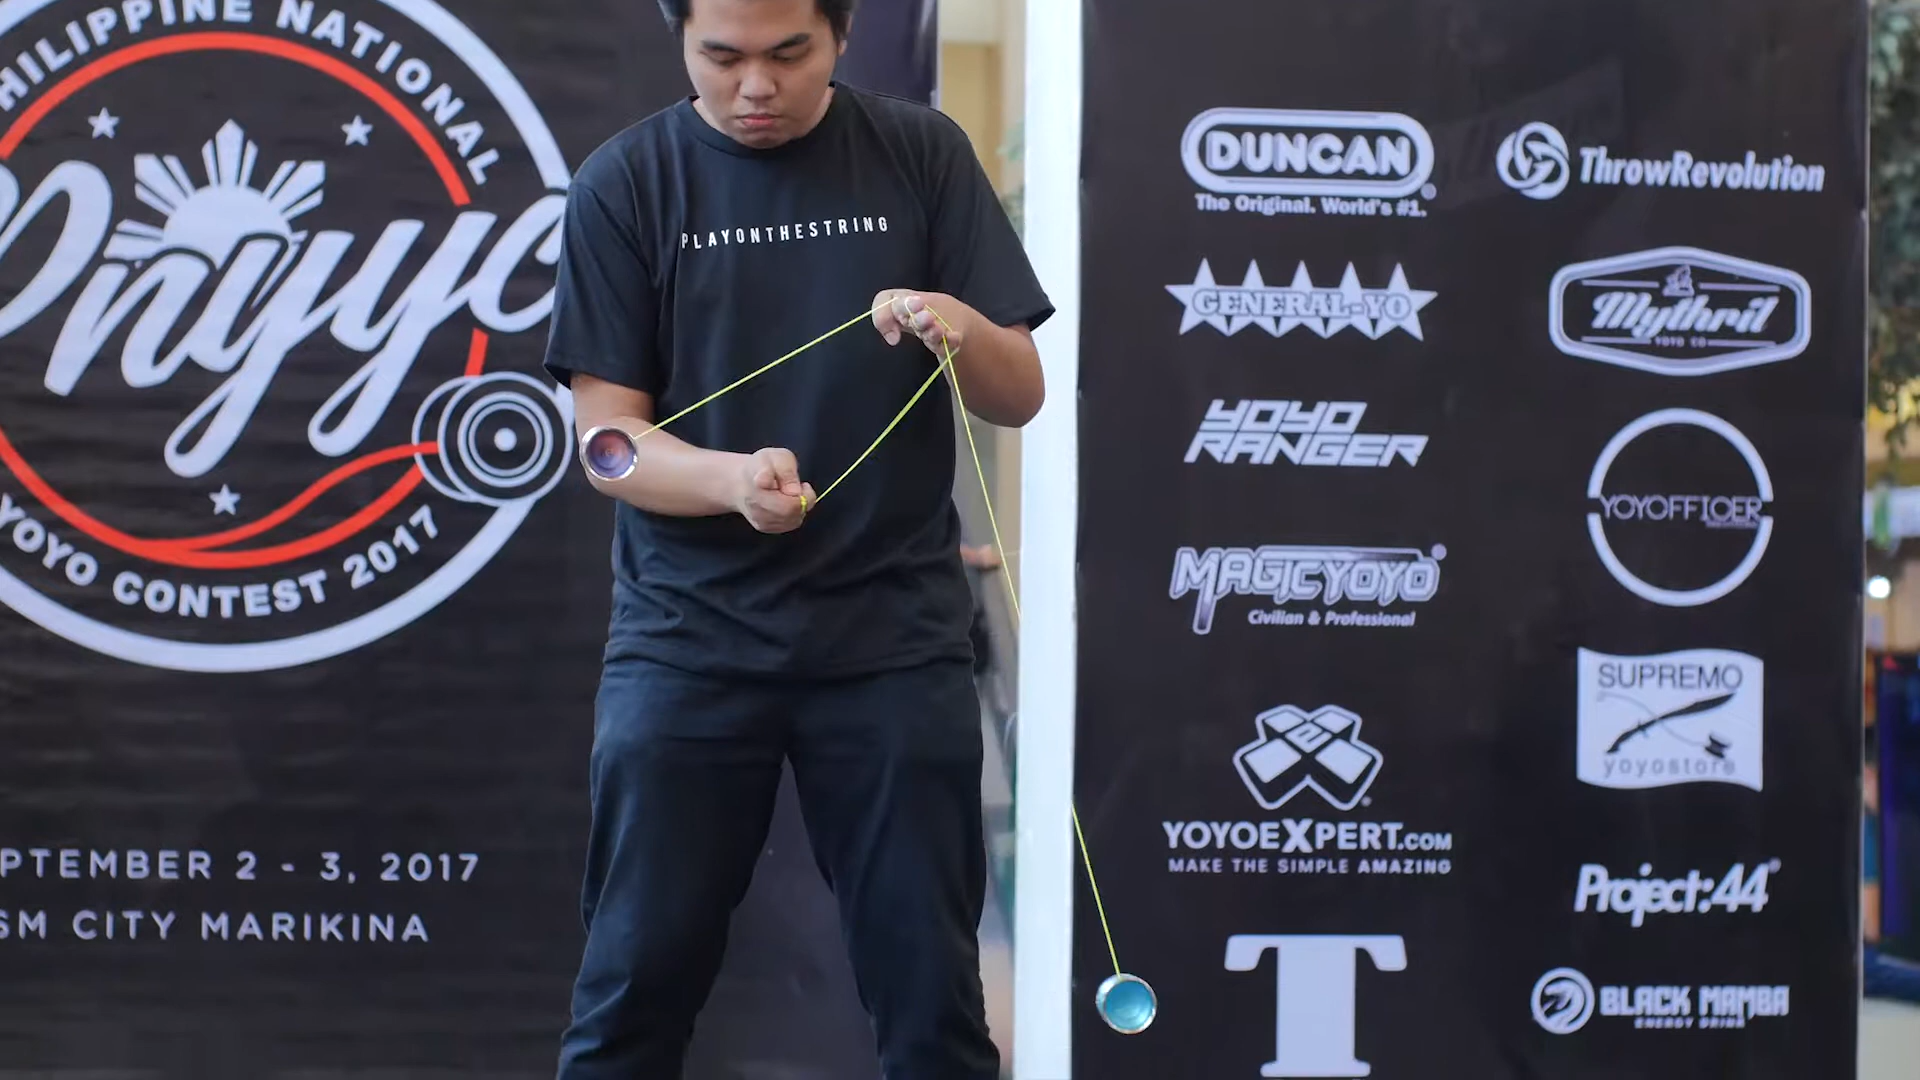 HILIPPINE NATIONAL
Pnyyc
YOYO CONTEST 2017
PTEMBER 2 - 3, 2017
SM CITY MARIKINA
PLAYONTHESTRING
DUNCAN
The Original. World's #1.
ThrowRevolution
GENERAL-YO
Mythril
YOYO CO
YOYO
RANGER
YOYOFFICER
MAGICYOYO
Civilian & Professional
SUPREMO
yoyostore
YOYOEXPERT.COM
MAKE THE SIMPLE AMAZING
Project:44
T
BLACK MAMBA
ENERGY DRINK